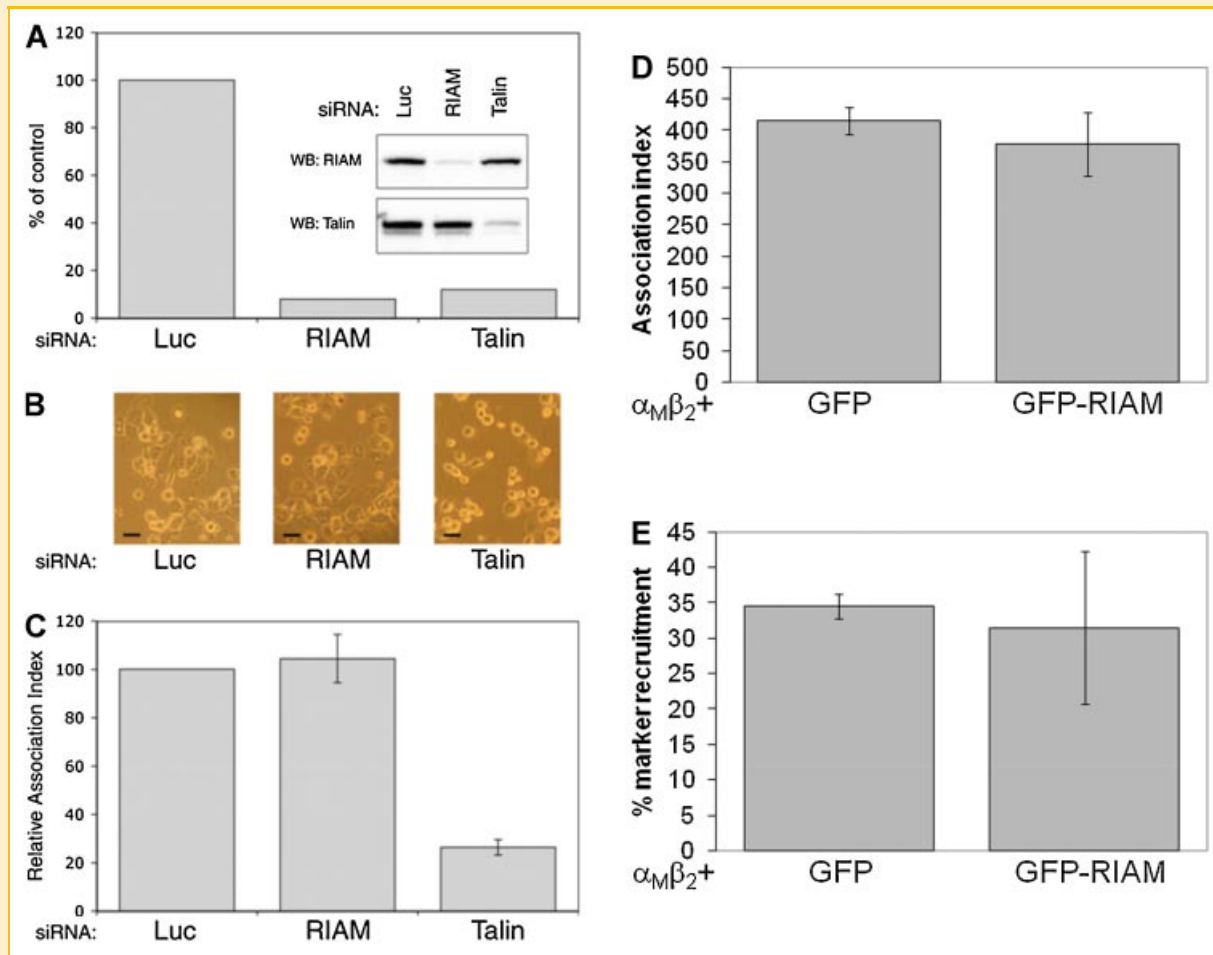 A
120
100
80
60
40
20
0
% of control
siRNA: Luc RIAM Talin
WB: RIAM
WB: Talin
siRNA: Luc RIAM Talin
B
siRNA: Luc RIAM Talin
C
120
100
80
60
40
20
0
Relative Association Index
siRNA: Luc RIAM Talin
D
500
450
400
350
300
250
200
150
100
50
0
Association index
αMβ2+ GFP GFP-RIAM
E
45
40
35
30
25
20
15
10
5
0
% marker recruitment
αMβ2+ GFP GFP-RIAM